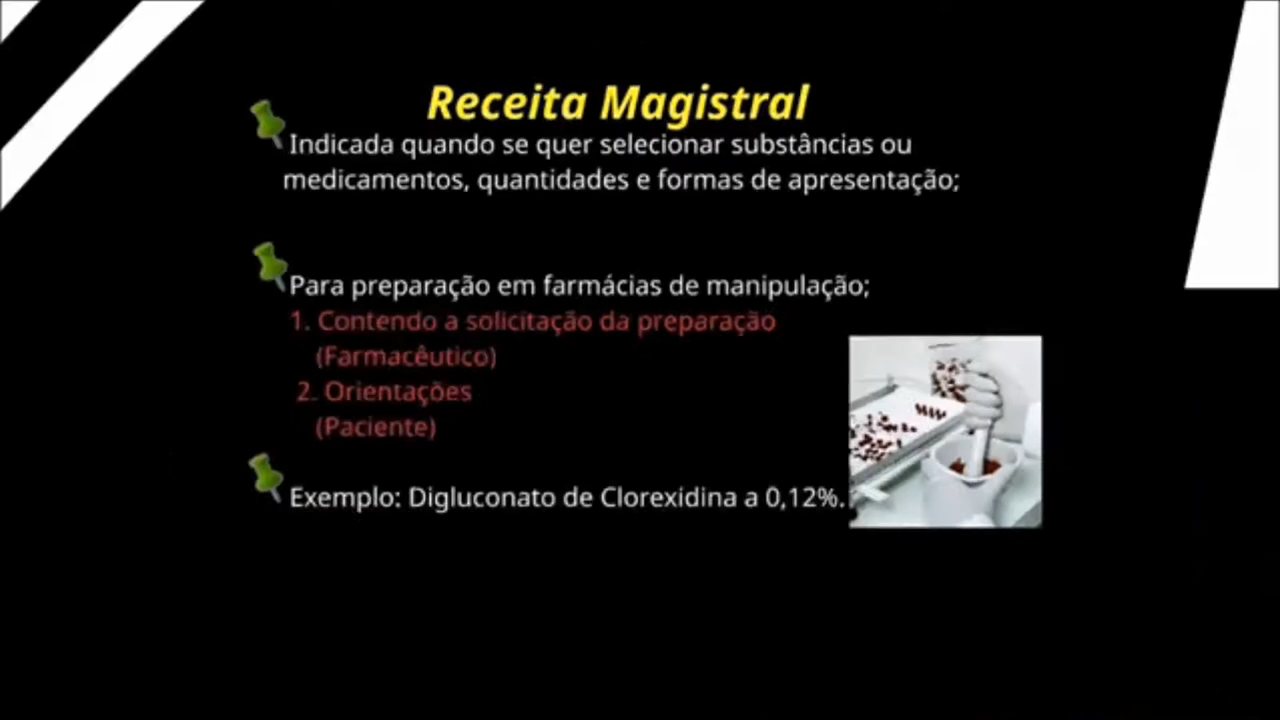 Receita Magistral
Indicada quando se quer selecionar substâncias ou
medicamentos, quantidades e formas de apresentação;
Para preparação em farmácias de manipulação;
1. Contendo a solicitação da preparação
(Farmacêutico)
2. Orientações
(Paciente)
Exemplo: Digluconato de Clorexidina a 0,12%.